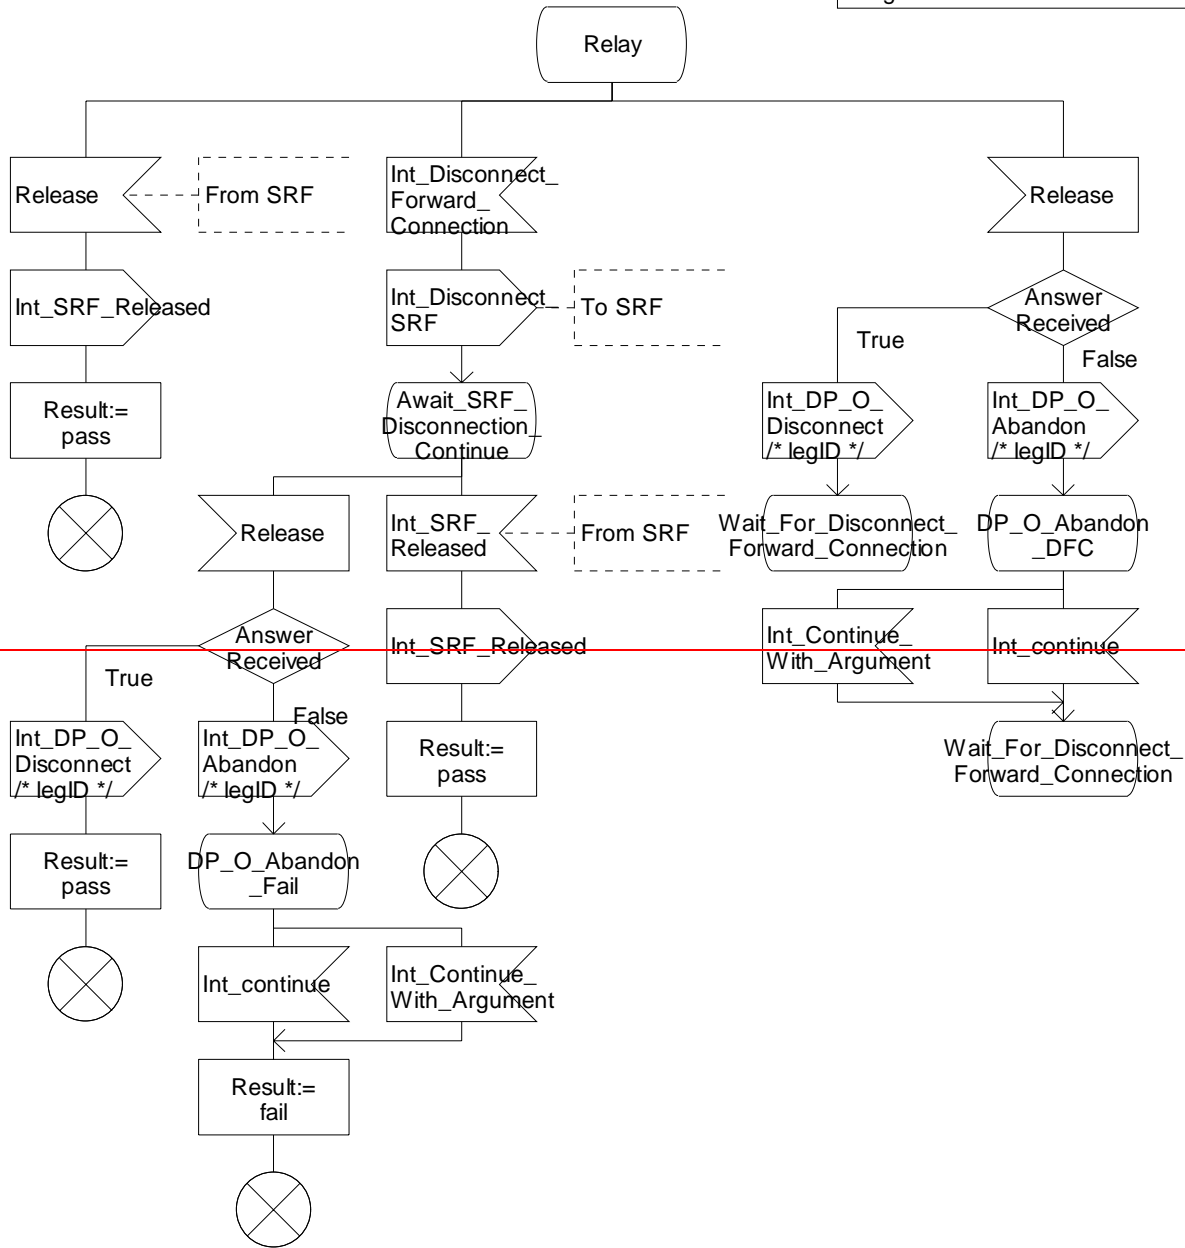 Relay
Release
From SRF
Int_Disconnect_
Forward_
Connection
Release
Int_SRF_Released
Int_Disconnect_
SRF
To SRF
Answer
Received
True
False
Result:=
pass
Await_SRF_
Disconnection_
Continue
Int_DP_O_
Disconnect
/* legID */
Int_DP_O_
Abandon
/* legID */
Release
Int_SRF_
Released
From SRF
Wait_For_Disconnect_
Forward_Connection
DP_O_Abandon
_DFC
Answer
Received
True
False
Int_SRF_Released
Int_Continue_
With_Argument
Int_continue
Int_DP_O_
Disconnect
/* legID */
Int_DP_O_
Abandon
/* legID */
Result:=
pass
Wait_For_Disconnect_
Forward_Connection
Result:=
pass
DP_O_Abandon
_Fail
Int_continue
Int_Continue_
With_Argument
Result:=
fail